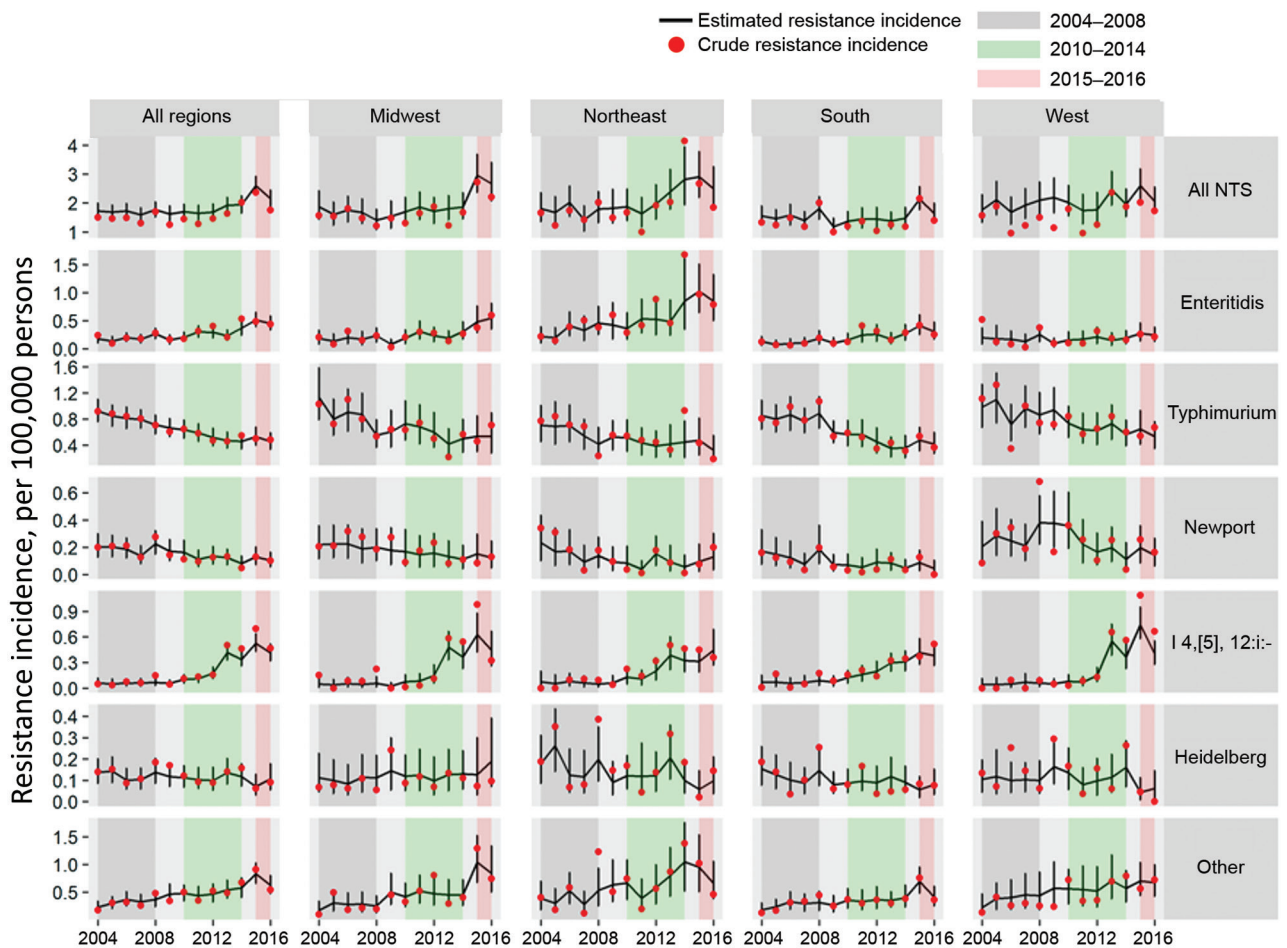 Estimated resistance incidence
Crude resistance incidence
2004–2008
2010–2014
2015–2016
All regions Midwest Northeast South West
Resistance incidence, per 100,000 persons
4
3
2
1
All NTS
1.5
1.0
0.5
0.0
Enteritidis
1.6
1.2
0.8
0.4
Typhimurium
0.6
0.4
0.2
0.0
Newport
0.9
0.6
0.3
0.0
I 4,[5], 12:i:-
0.4
0.3
0.2
0.1
0.0
Heidelberg
1.5
1.0
0.5
Other
2004 2008 2012 2016 2004 2008 2012 2016 2004 2008 2012 2016 2004 2008 2012 2016 2004 2008 2012 2016